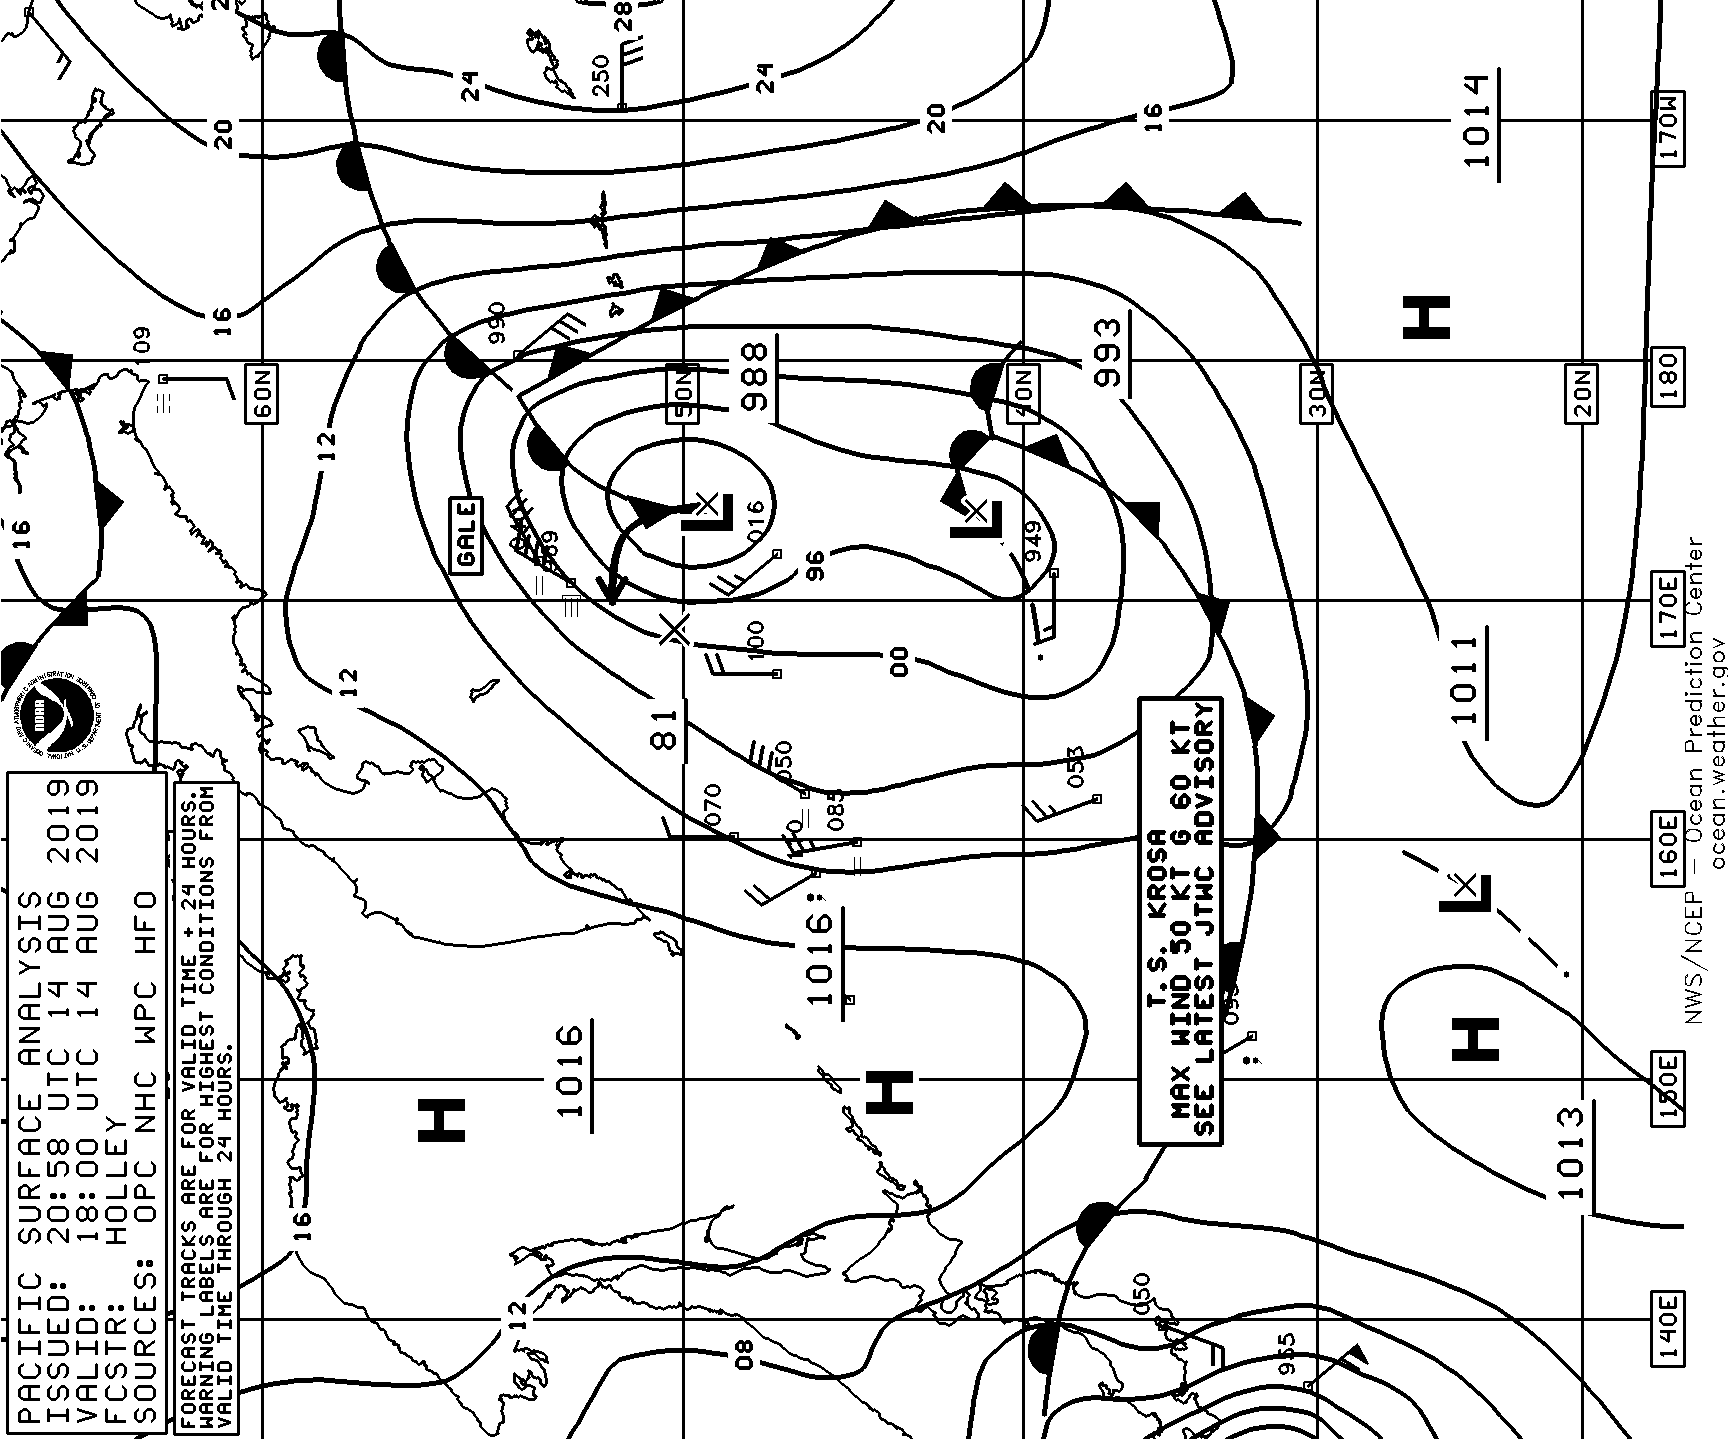 PACIFIC SURFACE ANALYSIS
ISSUED: 20:58 UTC 14 AUG 2019
VALID: 18:00 UTC 14 AUG 2019
FCSTR: HOLLEY
SOURCES: OPC NHC WPC HFO
FORECAST TRACKS ARE FOR VALID TIME + 24 HOURS.
WARNING LABELS ARE FOR HIGHEST CONDITIONS FROM
VALID TIME THROUGH 24 HOURS.
GALE
T.S. KROSA
MAX WIND 50 KT G 60 KT
SEE LATEST JTWC ADVISORY
16
12
08
H
1016
H
1016
H
1013
L
1011
H
1014
L
988
L
993
81
16
12
12
16
20
24
20
24
16
28
96
00
250
990
109
016
949
100
050
070
085
053
050
955
60N
50N
40N
30N
20N
140E
150E
160E
170E
180
170W
NWS/NCEP – Ocean Prediction Center
ocean.weather.gov